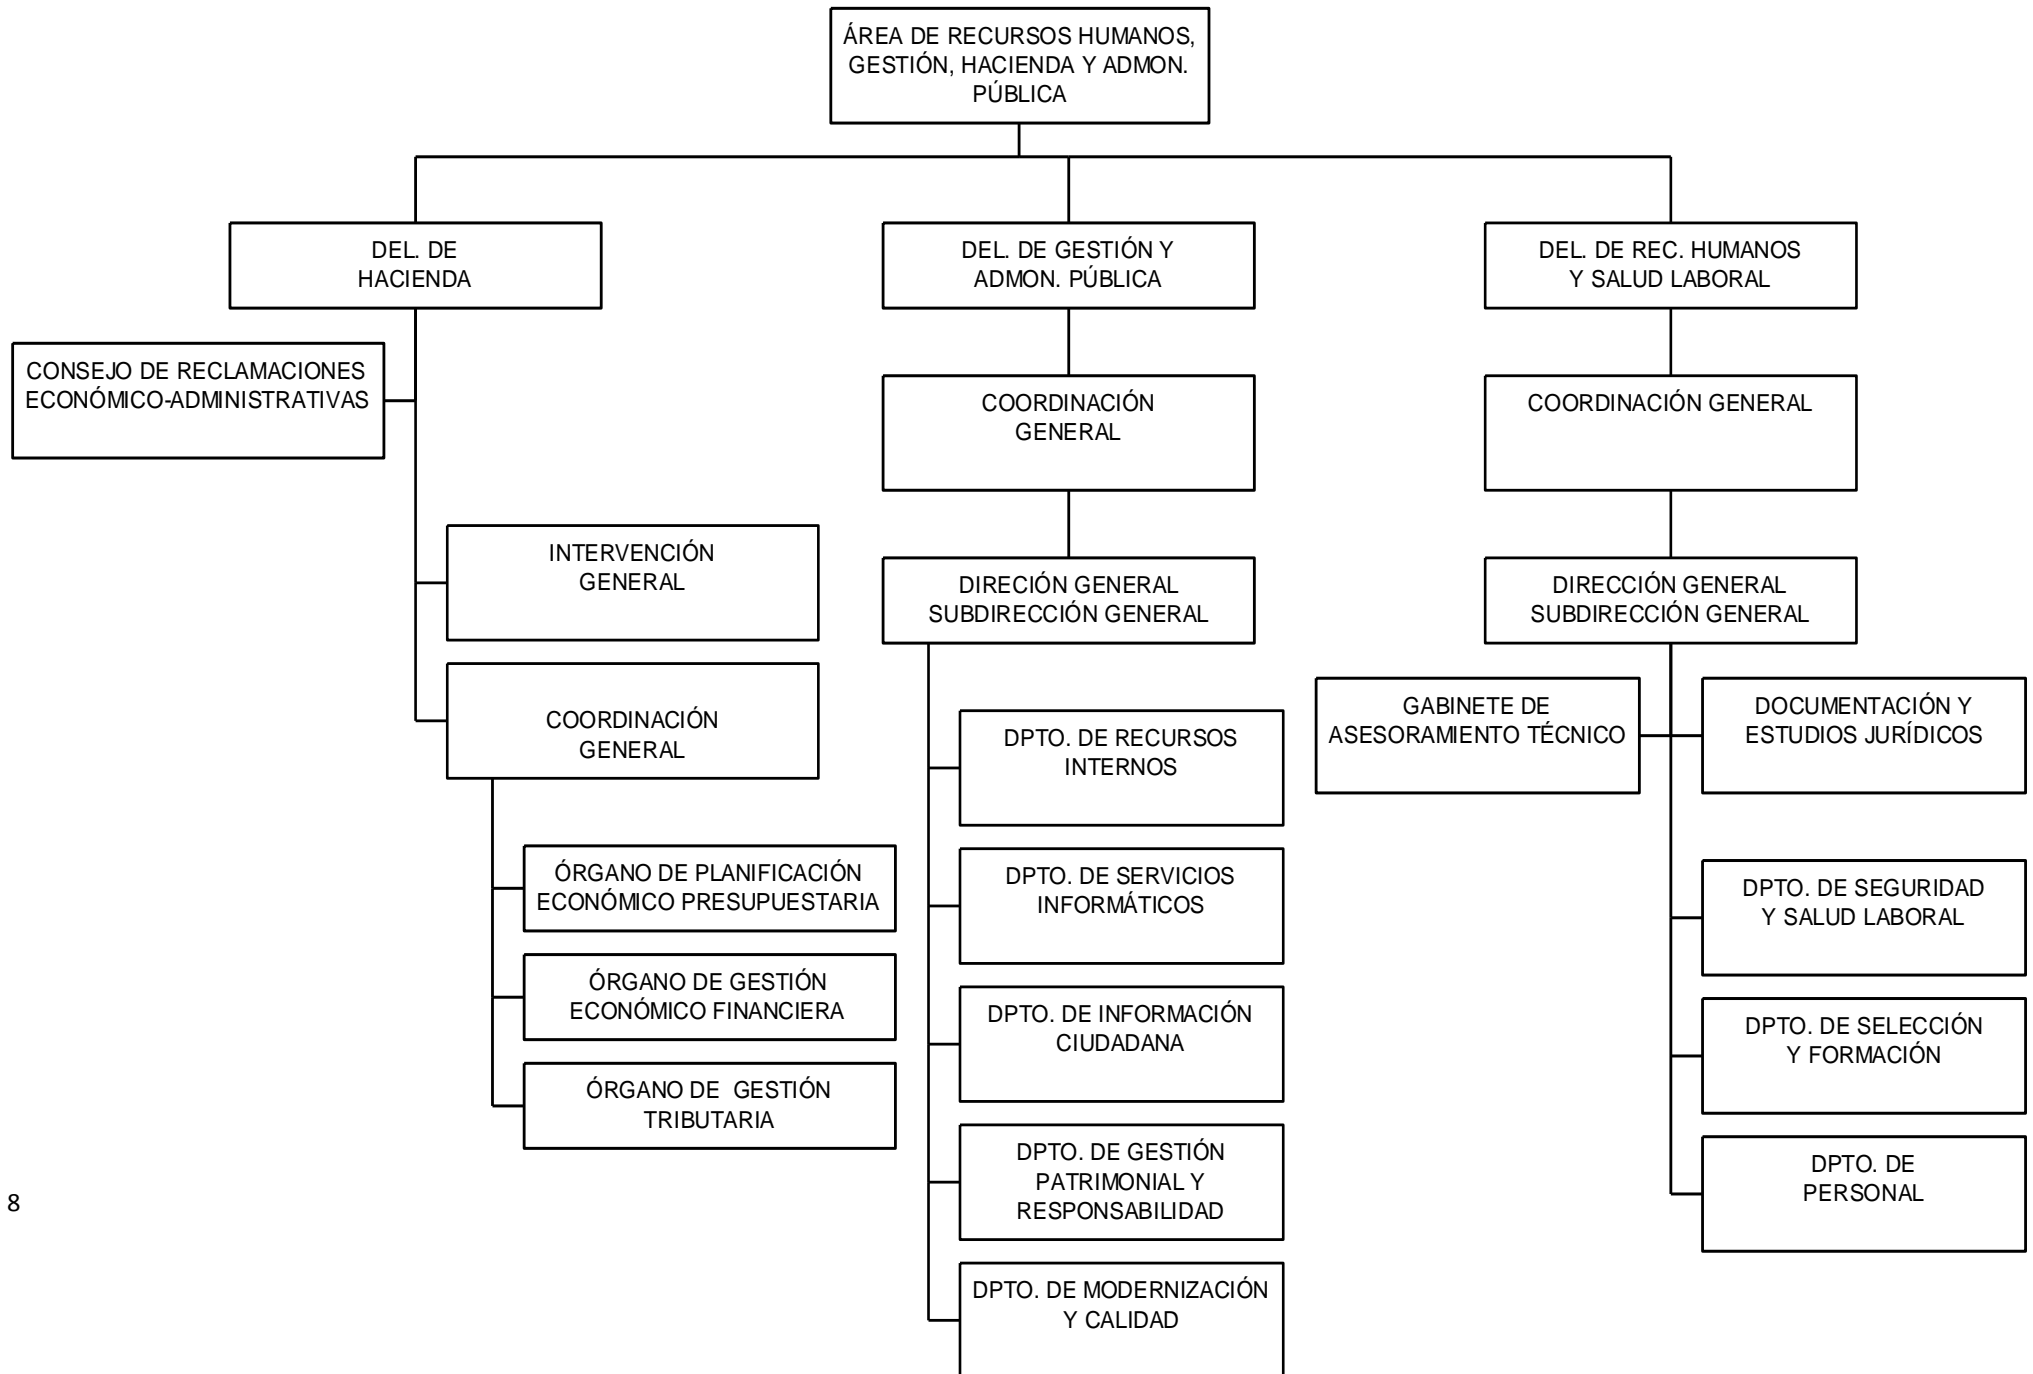 ÁREA DE RECURSOS HUMANOS,
GESTIÓN, HACIENDA Y ADMON.
PÚBLICA
DEL. DE
HACIENDA
DEL. DE GESTIÓN Y
ADMON. PÚBLICA
DEL. DE REC. HUMANOS
Y SALUD LABORAL
CONSEJO DE RECLAMACIONES
ECONÓMICO-ADMINISTRATIVAS
COORDINACIÓN
GENERAL
COORDINACIÓN GENERAL
INTERVENCIÓN
GENERAL
DIRECIÓN GENERAL
SUBDIRECCIÓN GENERAL
DIRECCIÓN GENERAL
SUBDIRECCIÓN GENERAL
COORDINACIÓN
GENERAL
DPTO. DE RECURSOS
INTERNOS
GABINETE DE
ASESORAMIENTO TÉCNICO
DOCUMENTACIÓN Y
ESTUDIOS JURÍDICOS
ÓRGANO DE PLANIFICACIÓN
ECONÓMICO PRESUPUESTARIA
DPTO. DE SERVICIOS
INFORMÁTICOS
DPTO. DE SEGURIDAD
Y SALUD LABORAL
ÓRGANO DE GESTIÓN
ECONÓMICO FINANCIERA
DPTO. DE INFORMACIÓN
CIUDADANA
DPTO. DE SELECCIÓN
Y FORMACIÓN
ÓRGANO DE GESTIÓN
TRIBUTARIA
DPTO. DE GESTIÓN
PATRIMONIAL Y
RESPONSABILIDAD
DPTO. DE
PERSONAL
8
DPTO. DE MODERNIZACIÓN
Y CALIDAD